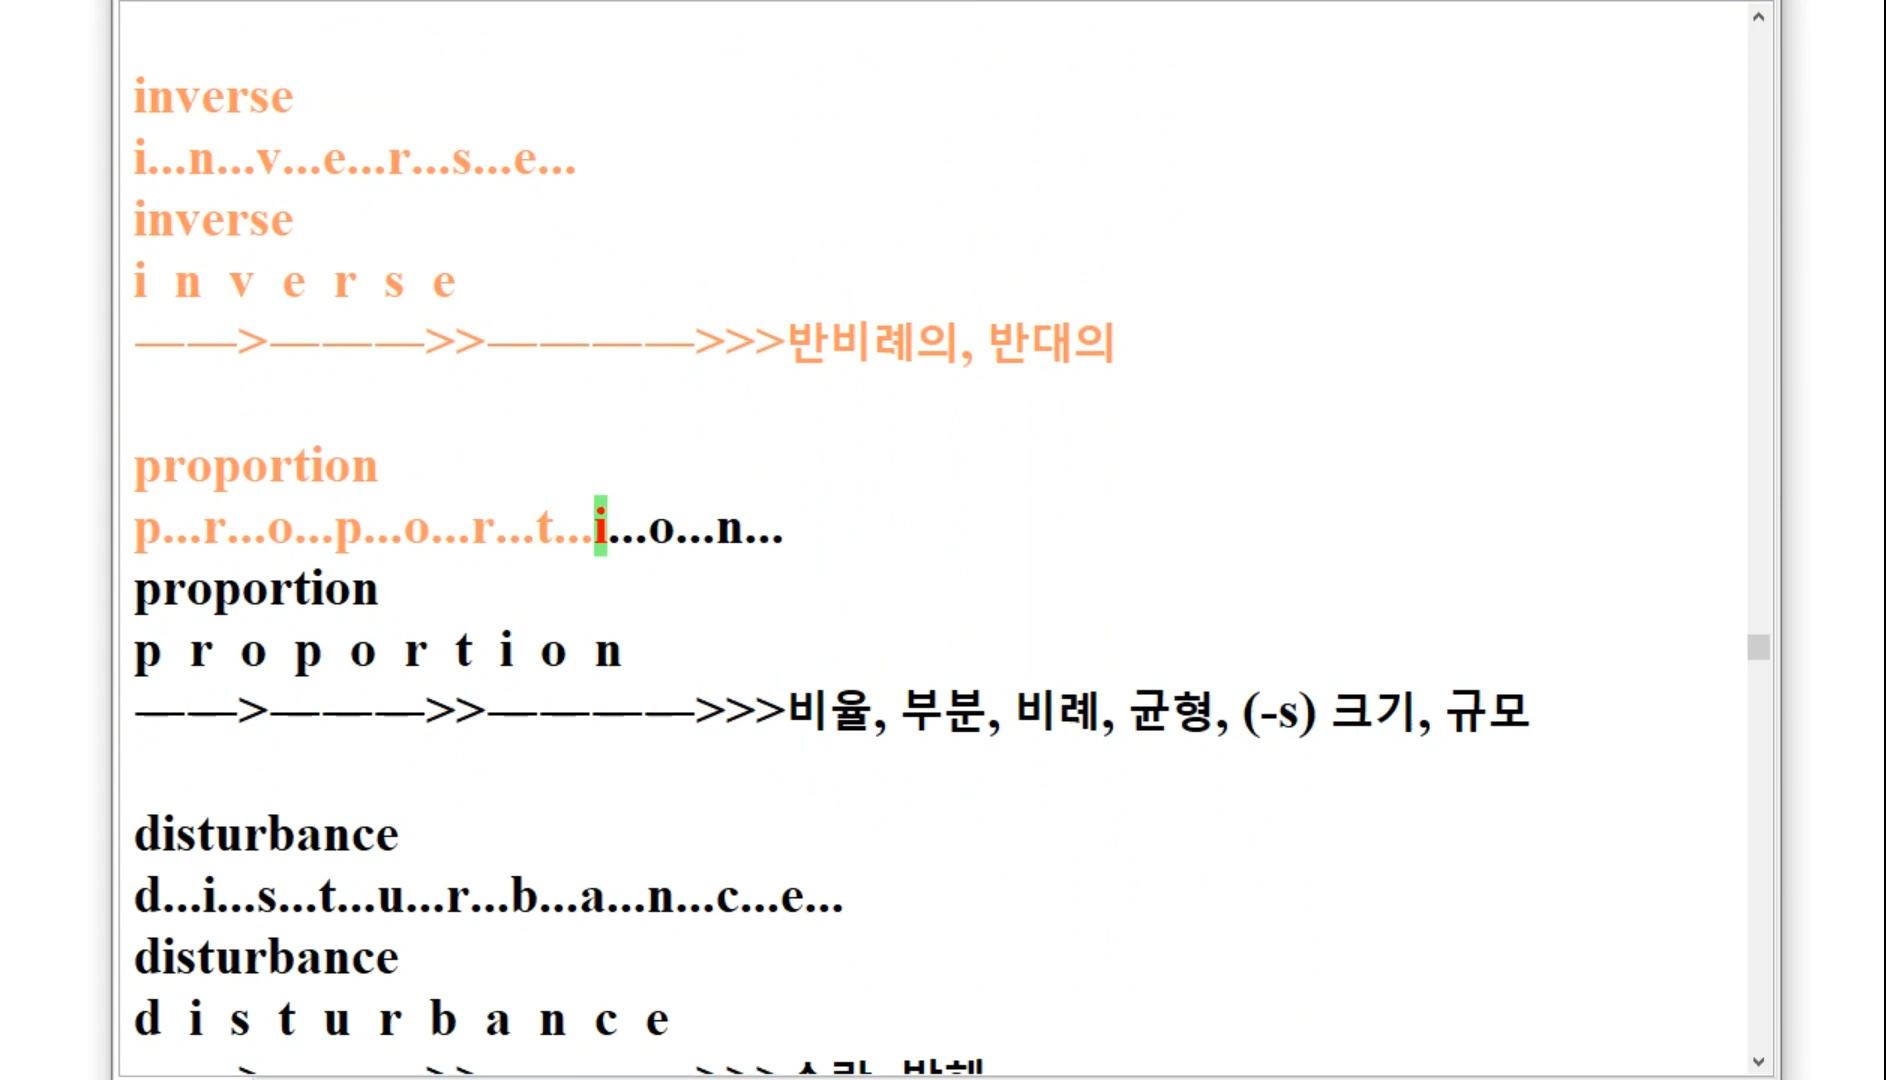 inverse
i...n...v...e...r...s...e...
inverse
i n v e r s e
——>———>>————>>>반비례의, 반대의
proportion
p...r...o...p...o...r...t...i...o...n...
proportion
p r o p o r t i o n
——>———>>————>>>비율, 부분, 비례, 균형, (-s) 크기, 규모
disturbance
d...i...s...t...u...r...b...a...n...c...e...
disturbance
d i s t u r b a n c e